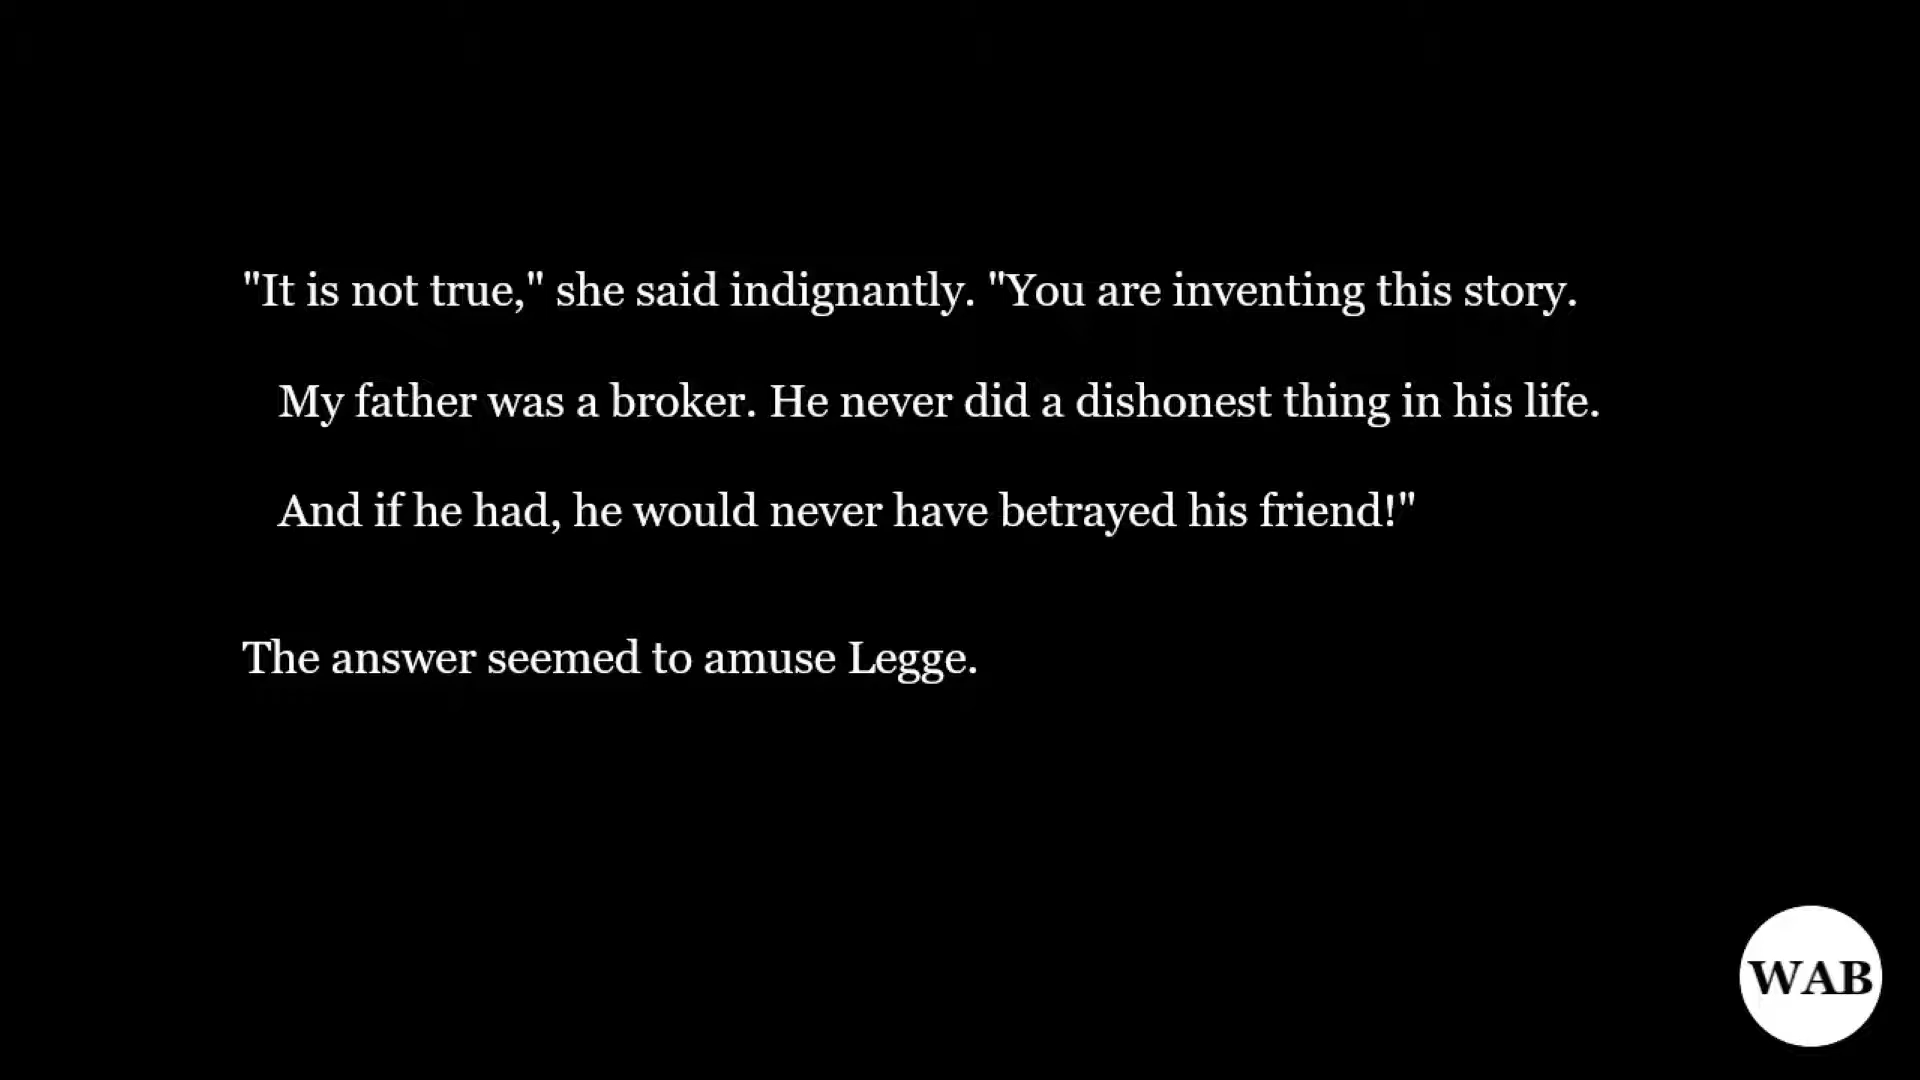 "It is not true," she said indignantly. "You are inventing this story.
My father was a broker. He never did a dishonest thing in his life.
And if he had, he would never have betrayed his friend!"
The answer seemed to amuse Legge.
WAB